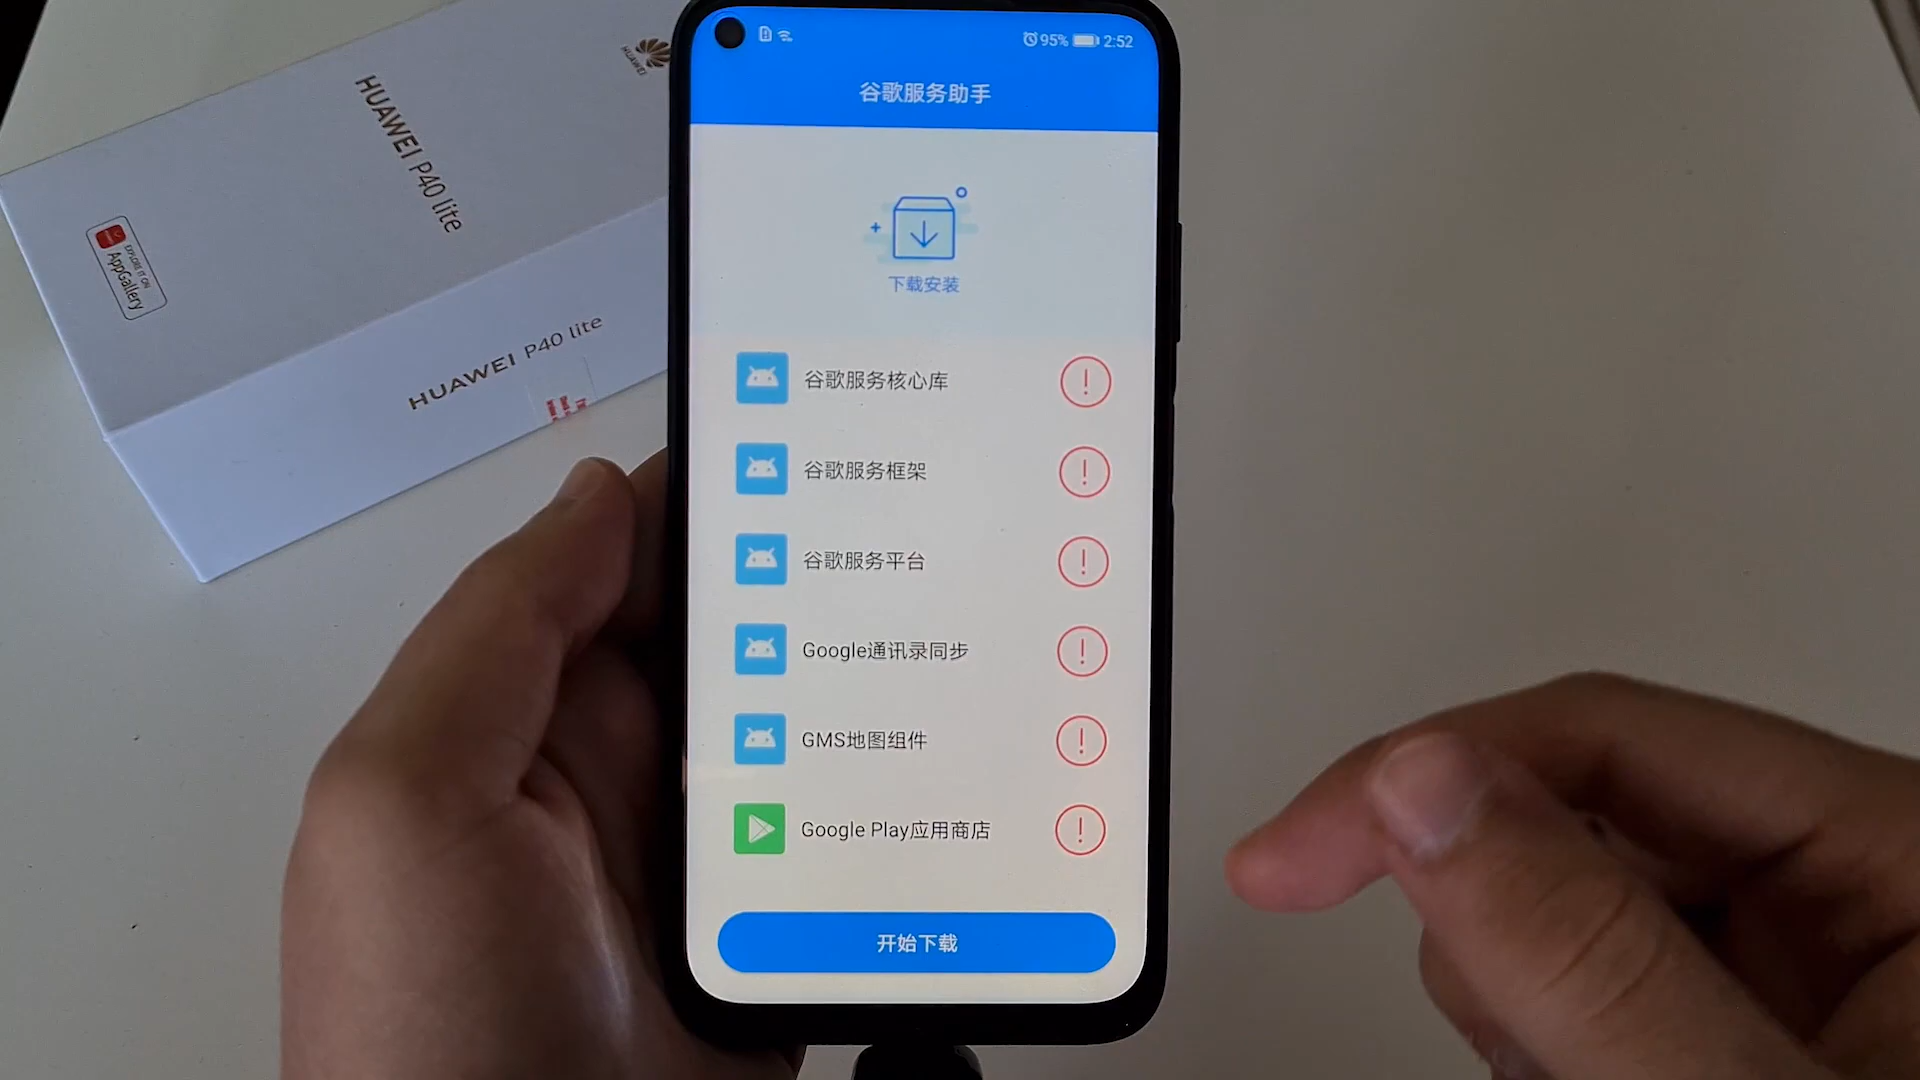 HUAWEI
HUAWEI P40 lite
EXPLORE IT ON
AppGallery
HUAWEI P40 lite
95% 2:52
谷歌服务助手
下载安装
谷歌服务核心库
谷歌服务框架
谷歌服务平台
Google通讯录同步
GMS地图组件
Google Play应用商店
开始下载